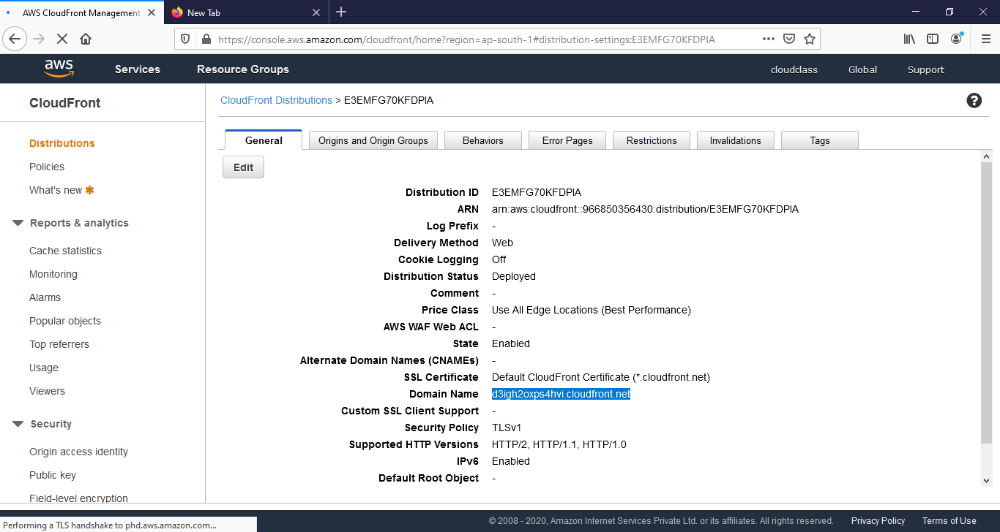 AWS CloudFront Management
New Tab
https://console.aws.amazon.com/cloudfront/home?region=ap-south-1#distribution-settings:E3EMFG70KFDPIA
aws
Services
Resource Groups
cloudclass
Global
Support
CloudFront
Distributions
Policies
What's new
Reports & analytics
Cache statistics
Monitoring
Alarms
Popular objects
Top referrers
Usage
Viewers
Security
Origin access identity
Public key
Field-level encryption
CloudFront Distributions > E3EMFG70KFDPIA
?
General
Origins and Origin Groups
Behaviors
Error Pages
Restrictions
Invalidations
Tags
Edit
Distribution ID E3EMFG70KFDPIA
ARN arn:aws:cloudfront::966850356430:distribution/E3EMFG70KFDPIA
Log Prefix -
Delivery Method Web
Cookie Logging Off
Distribution Status Deployed
Comment -
Price Class Use All Edge Locations (Best Performance)
AWS WAF Web ACL -
State Enabled
Alternate Domain Names (CNAMEs) -
SSL Certificate Default CloudFront Certificate (*.cloudfront.net)
Domain Name d3igh2oxps4hvi.cloudfront.net
Custom SSL Client Support -
Security Policy TLSv1
Supported HTTP Versions HTTP/2, HTTP/1.1, HTTP/1.0
IPv6 Enabled
Default Root Object -
Performing a TLS handshake to phd.aws.amazon.com...
© 2008 - 2020, Amazon Internet Services Private Ltd. or its affiliates. All rights reserved.
Privacy Policy
Terms of Use